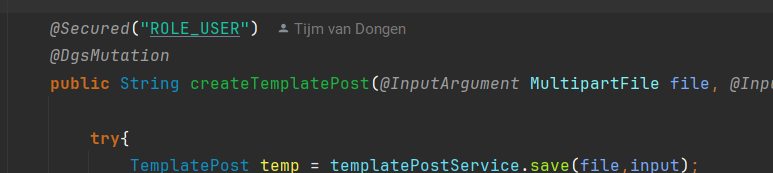 @Secured("ROLE_USER") Tijm van Dongen
@DgsMutation
public String createTemplatePost(@InputArgument MultipartFile file, @Inp
try{
TemplatePost temp = templatePostService.save(file,input);